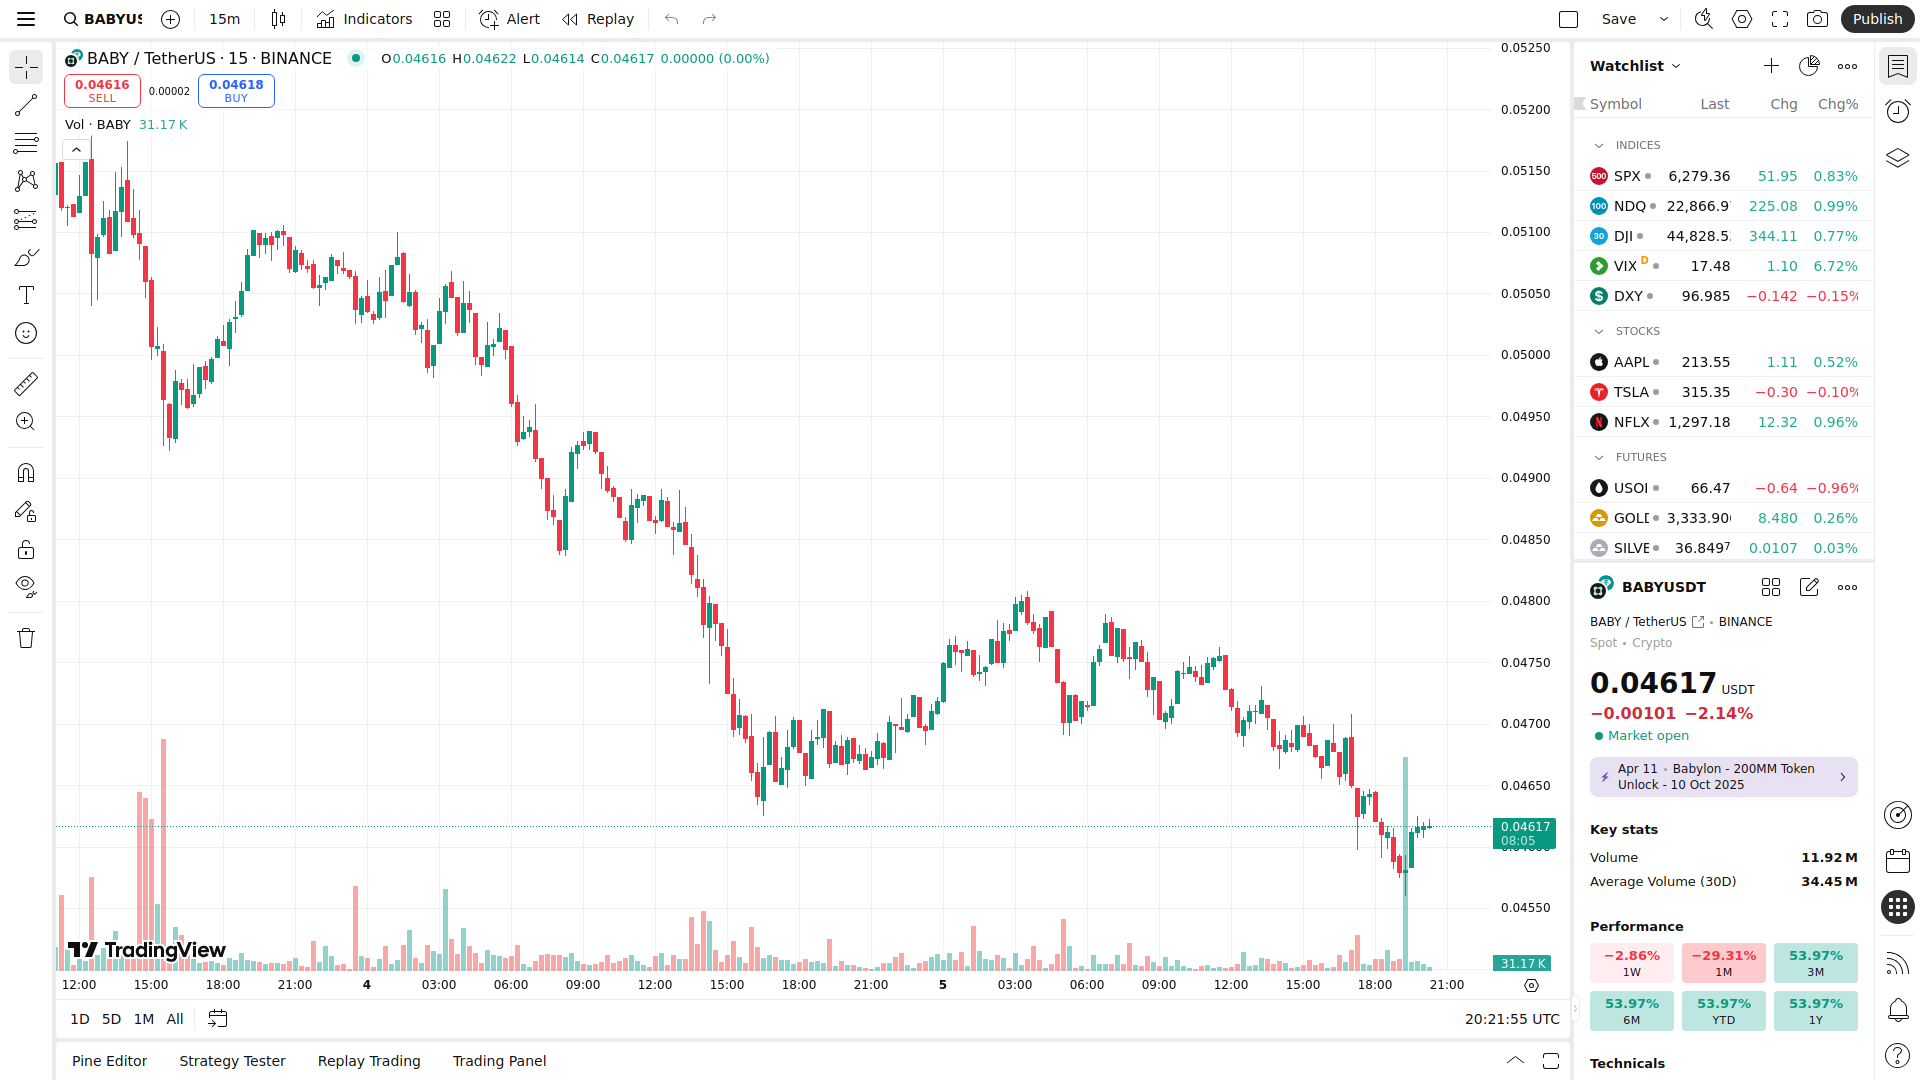 BABYUS
15m
Indicators
Alert
Replay
Save
Publish
BABY / TetherUS · 15 · BINANCE
O0.04616 H0.04622 L0.04614 C0.04617 0.00000 (0.00%)
0.04616
SELL
0.00002
0.04618
BUY
Vol · BABY 31.17 K
0.05250
0.05200
0.05150
0.05100
0.05050
0.05000
0.04950
0.04900
0.04850
0.04800
0.04750
0.04700
0.04650
0.04617
08:05
0.04550
31.17 K
TradingView
12:00 15:00 18:00 21:00 4 03:00 06:00 09:00 12:00 15:00 18:00 21:00 5 03:00 06:00 09:00 12:00 15:00 18:00 21:00
1D 5D 1M All
20:21:55 UTC
Pine Editor Strategy Tester Replay Trading Trading Panel
Watchlist
Symbol Last Chg Chg%
INDICES
500 SPX 6,279.36 51.95 0.83%
100 NDQ 22,866.9 225.08 0.99%
30 DJI 44,828.5 344.11 0.77%
VIX D 17.48 1.10 6.72%
DXY 96.985 −0.142 −0.15%
STOCKS
AAPL 213.55 1.11 0.52%
TSLA 315.35 −0.30 −0.10%
NFLX 1,297.18 12.32 0.96%
FUTURES
USOI 66.47 −0.64 −0.96%
GOLD 3,333.90 8.480 0.26%
SILVE 36.8497 0.0107 0.03%
BABYUSDT
BABY / TetherUS • BINANCE
Spot • Crypto
0.04617 USDT
−0.00101 −2.14%
Market open
Apr 11 • Babylon - 200MM Token
Unlock - 10 Oct 2025
Key stats
Volume 11.92 M
Average Volume (30D) 34.45 M
Performance
−2.86%
1W
−29.31%
1M
53.97%
3M
53.97%
6M
53.97%
YTD
53.97%
1Y
Technicals